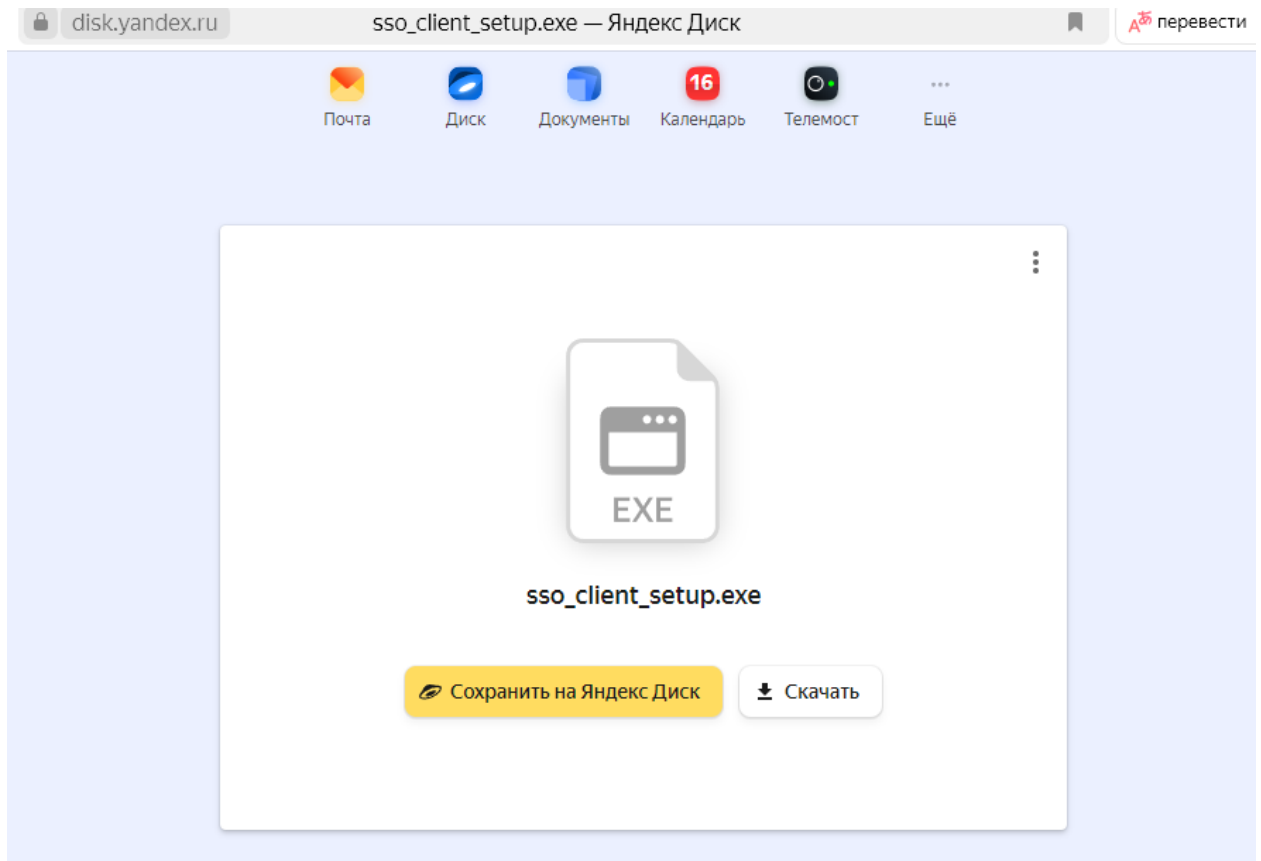 disk.yandex.ru sso_client_setup.exe — Яндекс Диск перевести
16
Почта Диск Документы Календарь Телемост Ещё
EXE
sso_client_setup.exe
Сохранить на Яндекс Диск Скачать